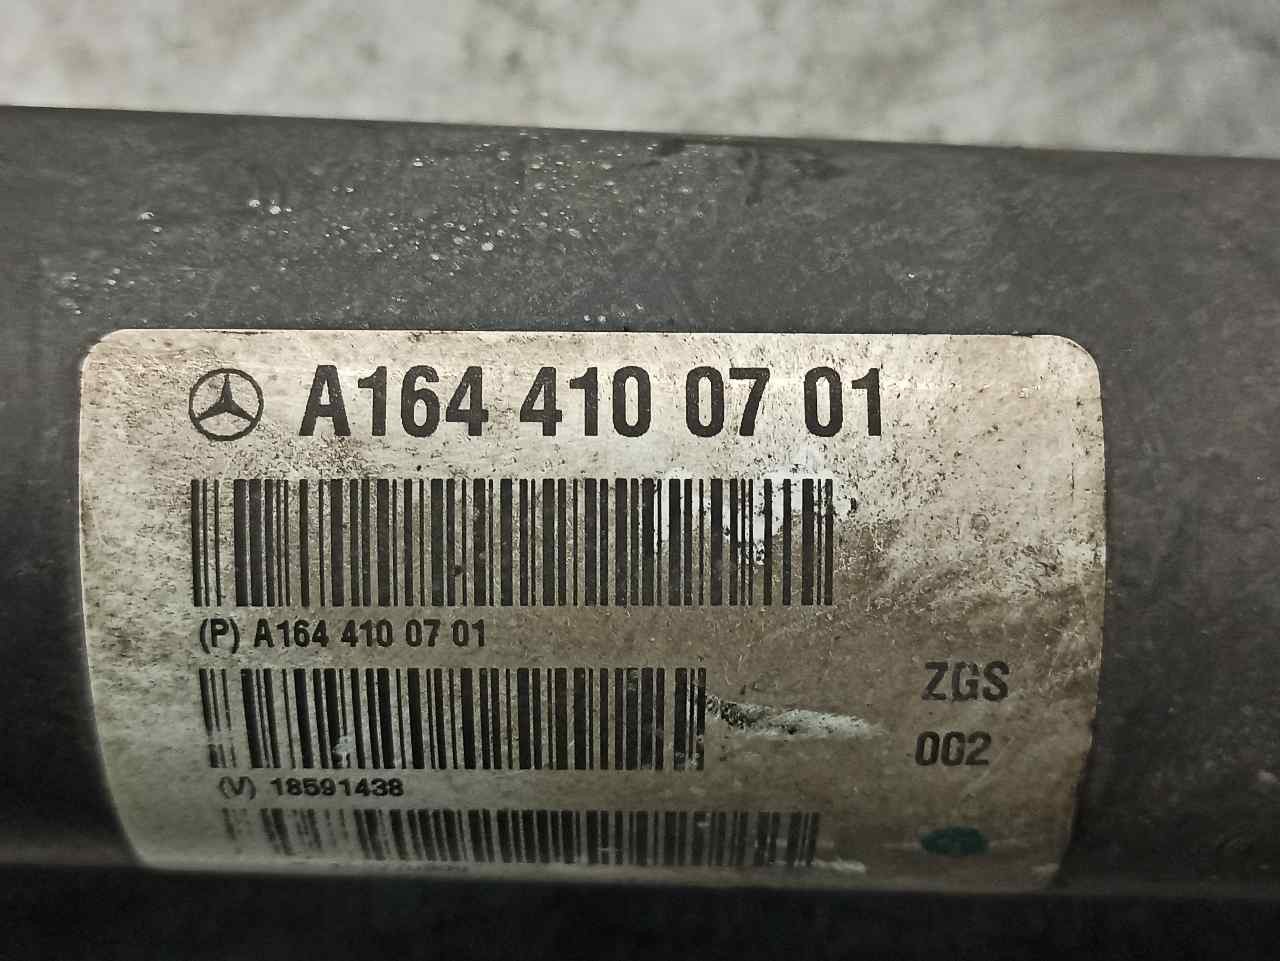 A164 410 07 01
(P) A164 410 07 01
ZGS
002
(V) 18591438